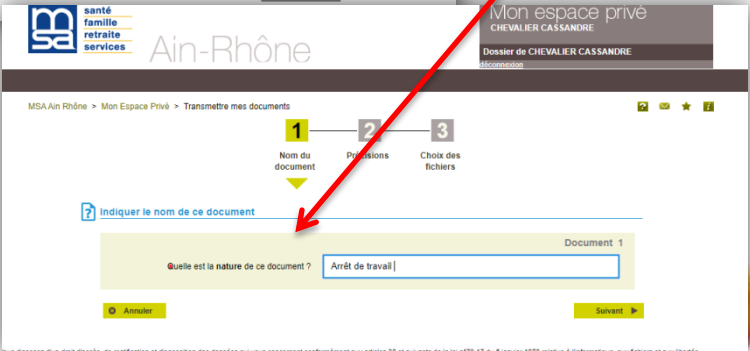 santé
famille
retraite
services
msa
Ain-Rhône
Mon espace privé
CHEVALIER CASSANDRE
Dossier de CHEVALIER CASSANDRE
déconnexion
MSA Ain Rhône > Mon Espace Privé > Transmettre mes documents
1 2 3
Nom du document
Précisions
Choix des fichiers
Indiquer le nom de ce document
Document 1
Quelle est la nature de ce document ?
Arrêt de travail
Annuler
Suivant